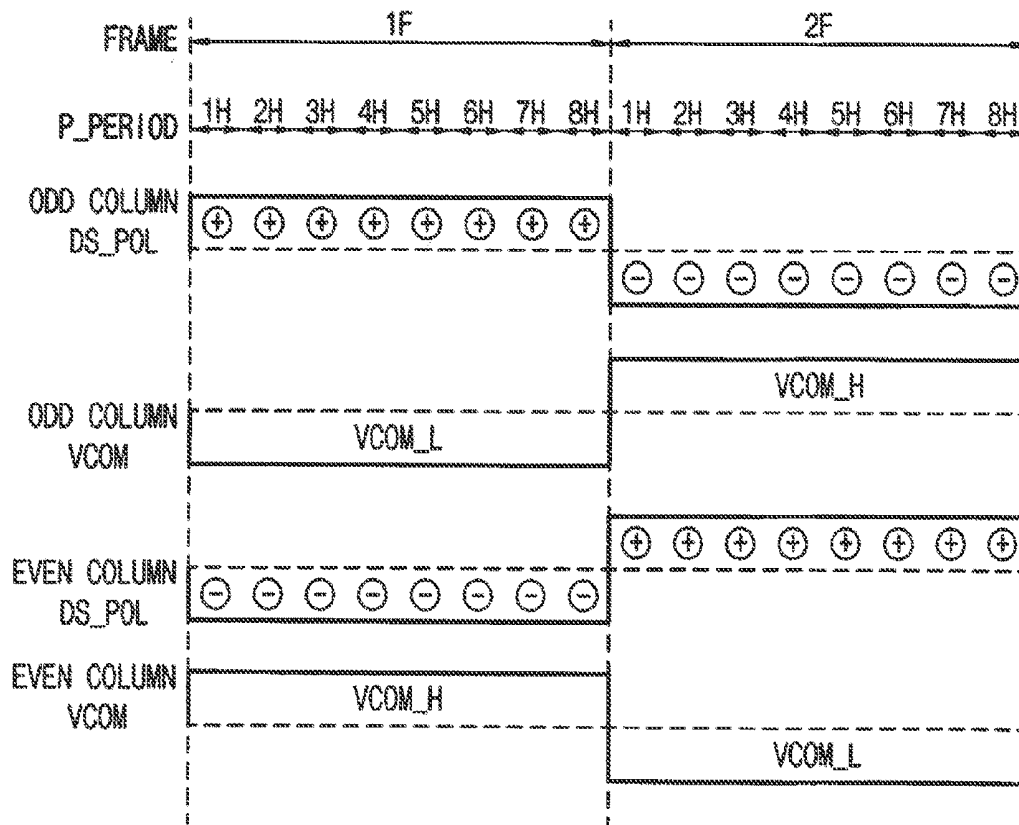 FRAME 1F 2F
P_PERIOD 1H 2H 3H 4H 5H 6H 7H 8H 1H 2H 3H 4H 5H 6H 7H 8H
ODD COLUMN
DS_POL
+ + + + + + + +
- - - - - - - -
ODD COLUMN
VCOM
VCOM_L
VCOM_H
EVEN COLUMN
DS_POL
- - - - - - - -
+ + + + + + + +
EVEN COLUMN
VCOM
VCOM_H
VCOM_L